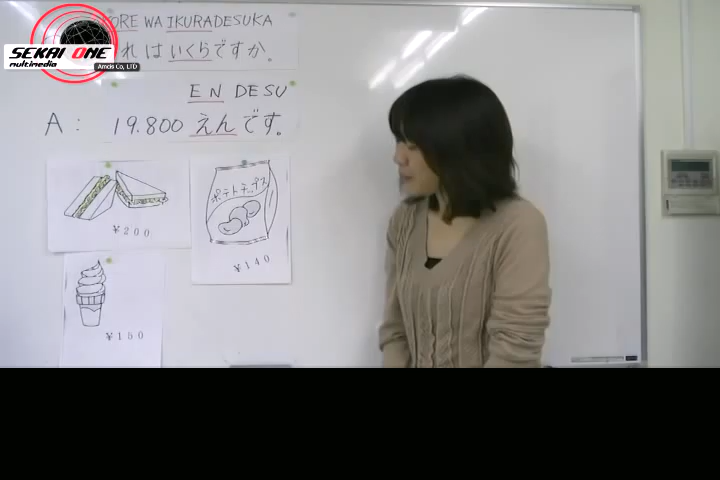 SEKAI ONE
multimedia
Amcis Co, LTD
ORE WA IKURADESUKA
れはいくらですか。
EN DESU
A: 19.800 えんです。
¥200
ポテトチップス
¥140
¥150